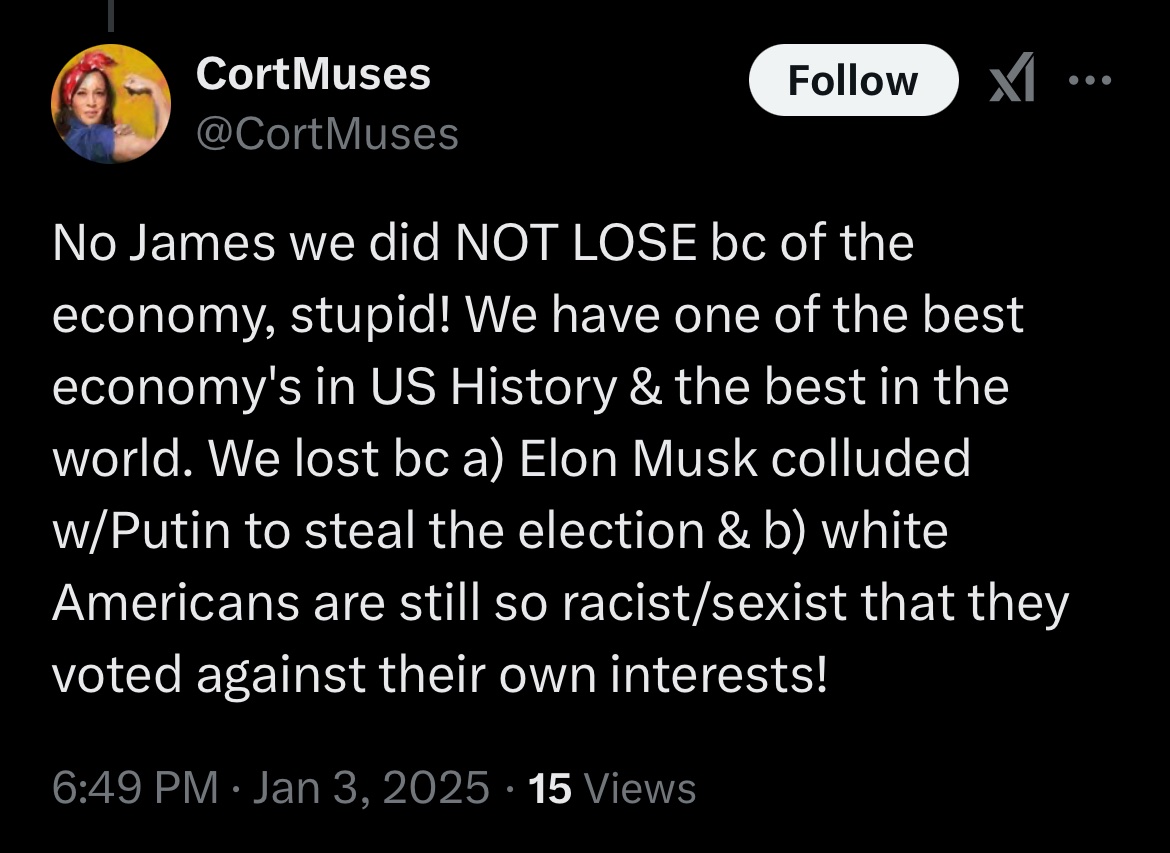 CortMuses
@CortMuses
Follow
No James we did NOT LOSE bc of the
economy, stupid! We have one of the best
economy's in US History & the best in the
world. We lost bc a) Elon Musk colluded
w/Putin to steal the election & b) white
Americans are still so racist/sexist that they
voted against their own interests!
6:49 PM · Jan 3, 2025 · 15 Views